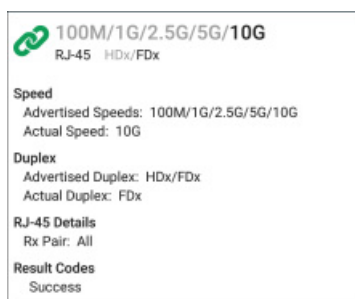 100M/1G/2.5G/5G/10G
RJ-45 HDx/FDx
Speed
Advertised Speeds: 100M/1G/2.5G/5G/10G
Actual Speed: 10G
Duplex
Advertised Duplex: HDx/FDx
Actual Duplex: FDx
RJ-45 Details
Rx Pair: All
Result Codes
Success